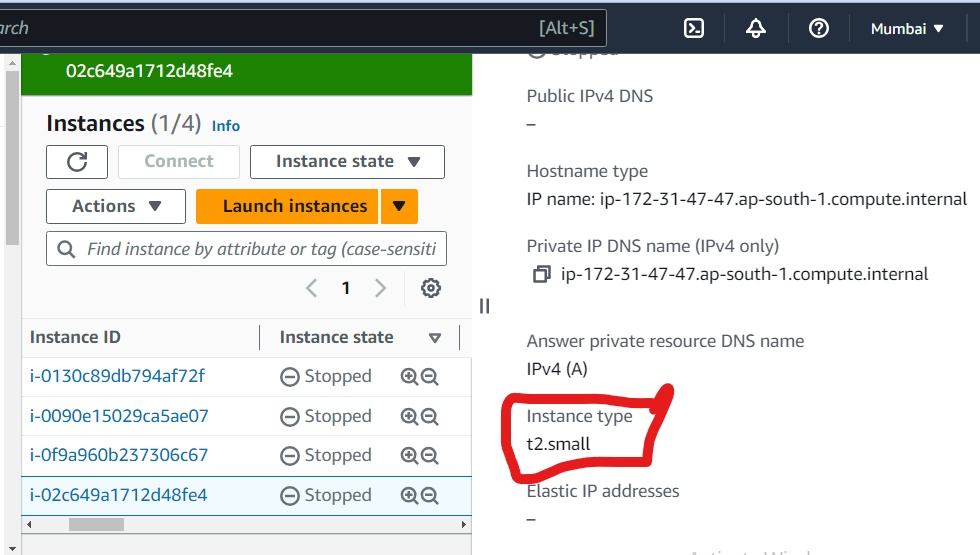 arch [Alt+S] Mumbai
02c649a1712d48fe4
Instances (1/4) Info
Connect Instance state
Actions Launch instances
Find instance by attribute or tag (case-sensiti
1
Instance ID Instance state
i-0130c89db794af72f Stopped
i-0090e15029ca5ae07 Stopped
i-0f9a960b237306c67 Stopped
i-02c649a1712d48fe4 Stopped
Stopped
Public IPv4 DNS
–
Hostname type
IP name: ip-172-31-47-47.ap-south-1.compute.internal
Private IP DNS name (IPv4 only)
ip-172-31-47-47.ap-south-1.compute.internal
Answer private resource DNS name
IPv4 (A)
Instance type
t2.small
Elastic IP addresses
–